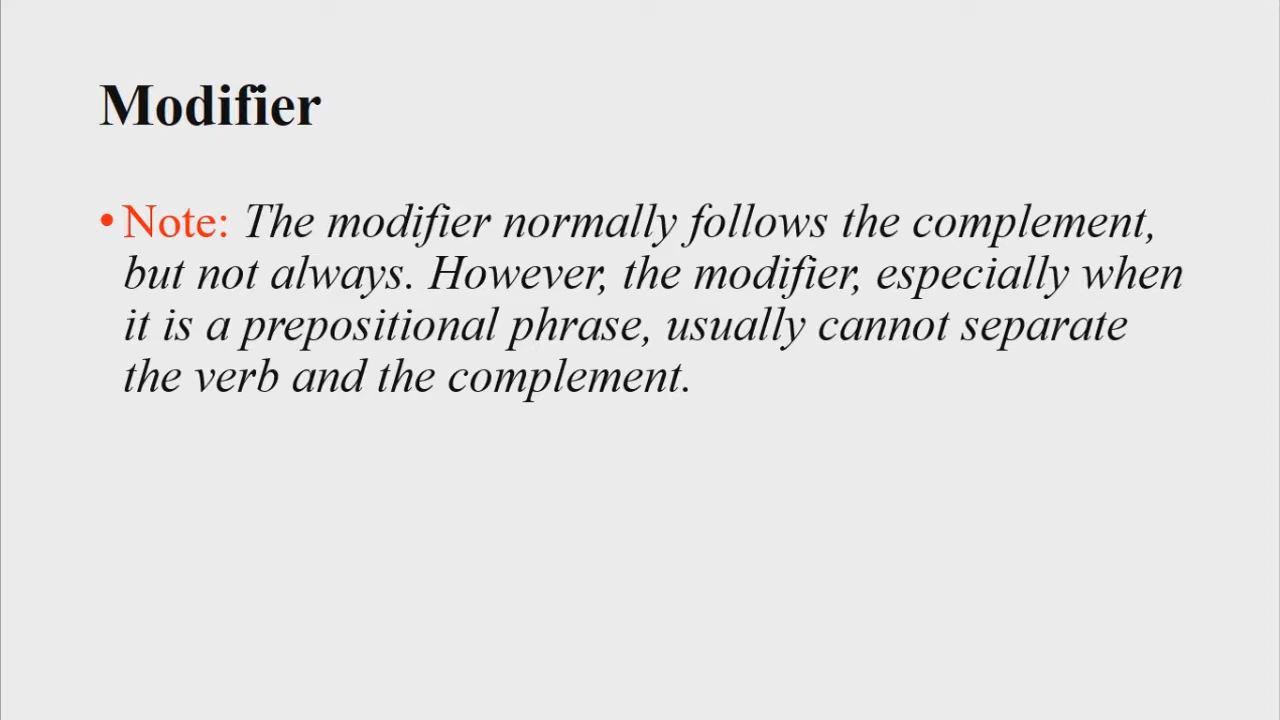 Modifier
• Note: The modifier normally follows the complement,
but not always. However, the modifier, especially when
it is a prepositional phrase, usually cannot separate
the verb and the complement.